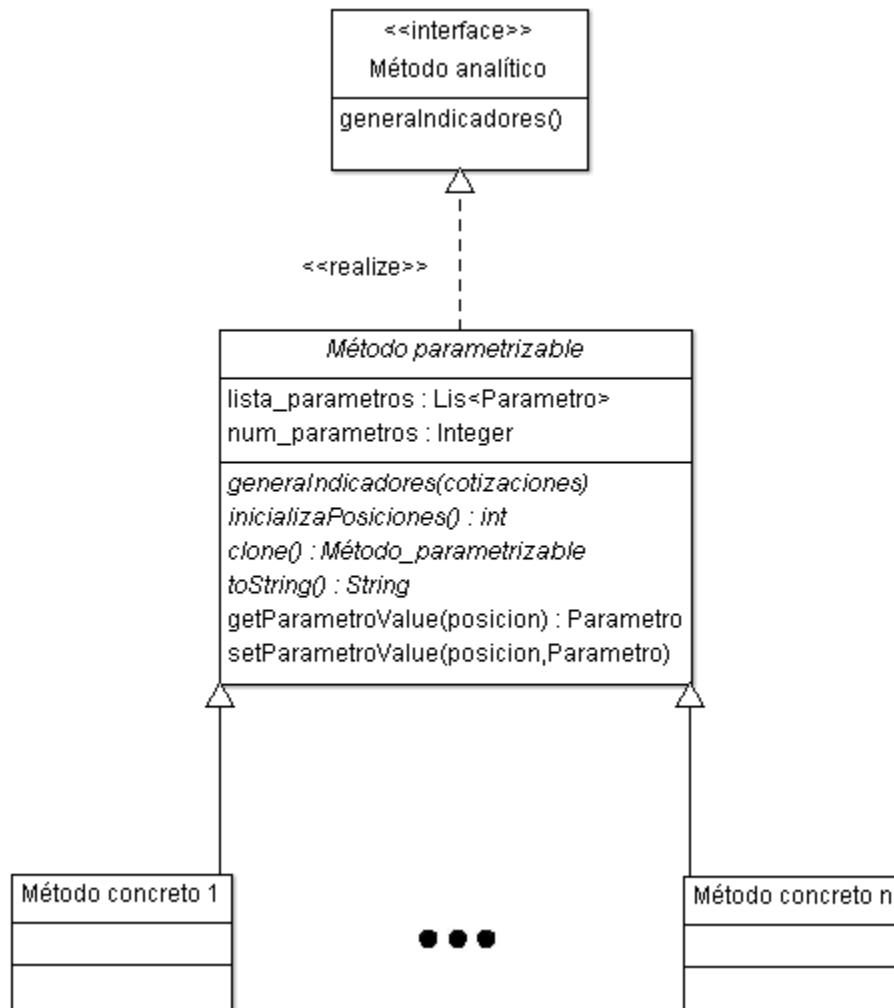 <<interface>>
Método analítico
generaIndicadores()
<<realize>>
Método parametrizable
lista_parametros : Lis<Parametro>
num_parametros : Integer
generaIndicadores(cotizaciones)
inicializaPosiciones() : int
clone() : Método_parametrizable
toString() : String
getParametroValue(posicion) : Parametro
setParametroValue(posicion,Parametro)
Método concreto 1
Método concreto n